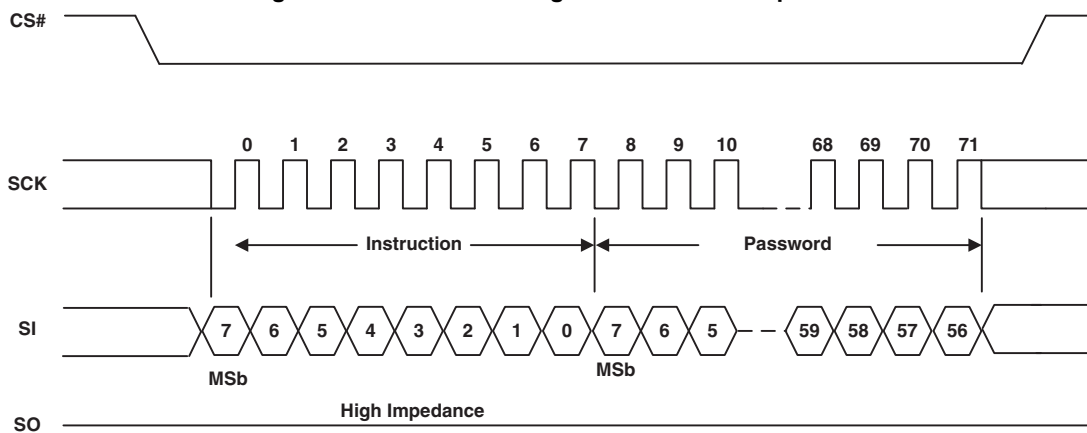 CS#
0 1 2 3 4 5 6 7 8 9 10 68 69 70 71
SCK
Instruction Password
SI 7 6 5 4 3 2 1 0 7 6 5 59 58 57 56
MSb MSb
High Impedance
SO